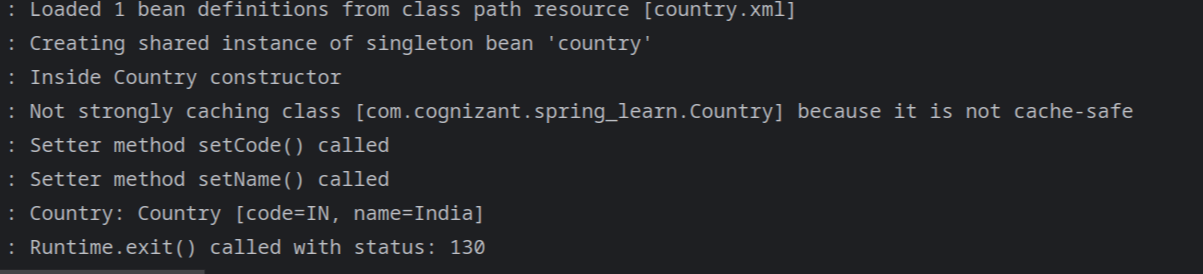 : Loaded 1 bean definitions from class path resource [country.xml]
: Creating shared instance of singleton bean 'country'
: Inside Country constructor
: Not strongly caching class [com.cognizant.spring_learn.Country] because it is not cache-safe
: Setter method setCode() called
: Setter method setName() called
: Country: Country [code=IN, name=India]
: Runtime.exit() called with status: 130